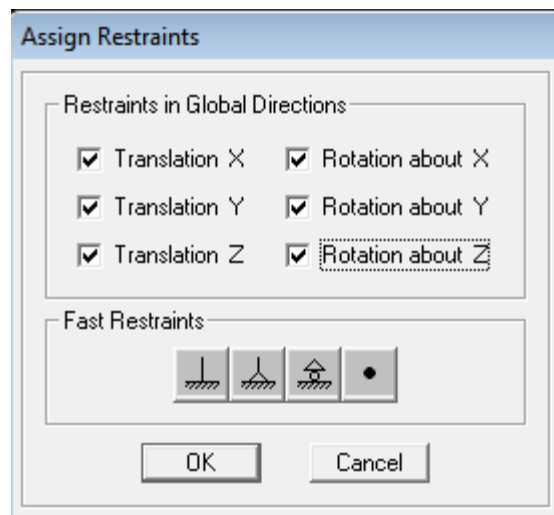 Assign Restraints
Restraints in Global Directions
Translation X Rotation about X
Translation Y Rotation about Y
Translation Z Rotation about Z
Fast Restraints
OK Cancel